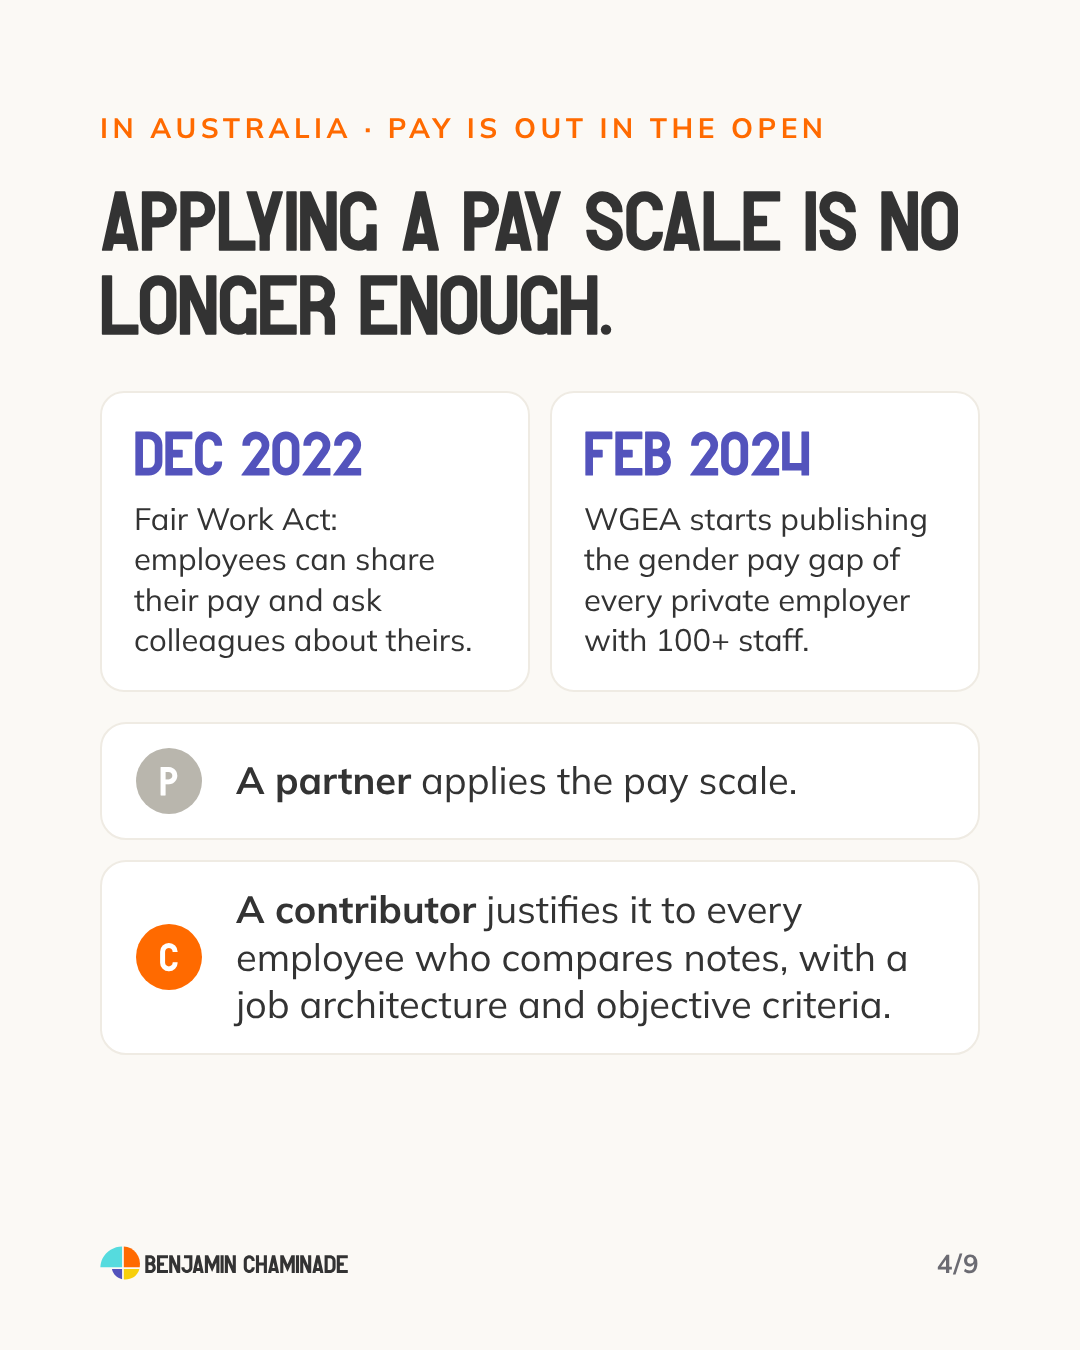 IN AUSTRALIA · PAY IS OUT IN THE OPEN
APPLYING A PAY SCALE IS NO
LONGER ENOUGH.
DEC 2022
Fair Work Act:
employees can share
their pay and ask
colleagues about theirs.
FEB 2024
WGEA starts publishing
the gender pay gap of
every private employer
with 100+ staff.
P
A partner applies the pay scale.
C
A contributor justifies it to every
employee who compares notes, with a
job architecture and objective criteria.
BENJAMIN CHAMINADE
4/9